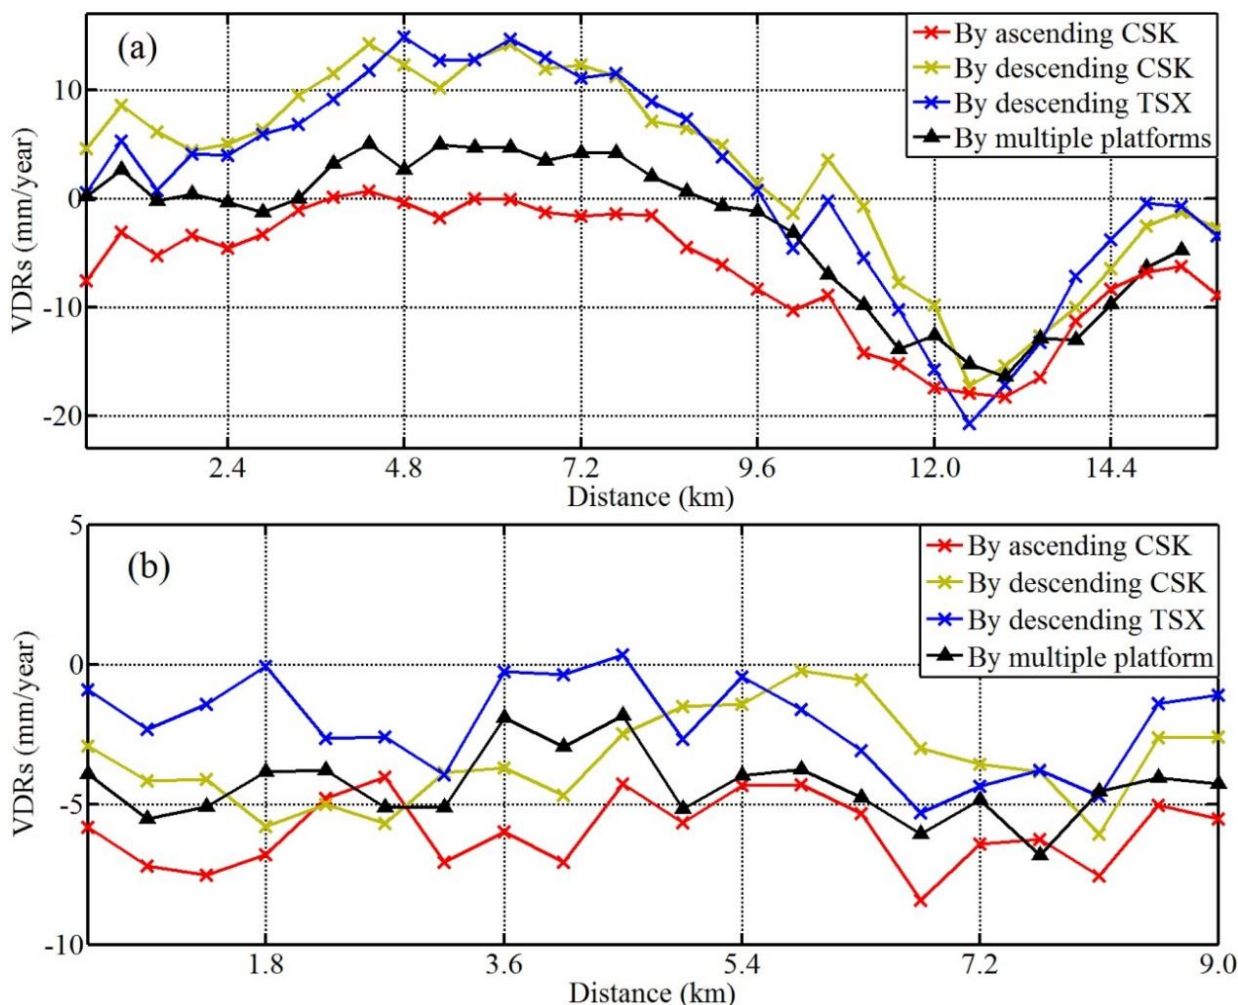 (a)
By ascending CSK
By descending CSK
By descending TSX
By multiple platforms
10
0
-10
-20
VDRs (mm/year)
2.4 4.8 7.2 9.6 12.0 14.4
Distance (km)
(b)
By ascending CSK
By descending CSK
By descending TSX
By multiple platform
5
0
-5
-10
VDRs (mm/year)
1.8 3.6 5.4 7.2 9.0
Distance (km)